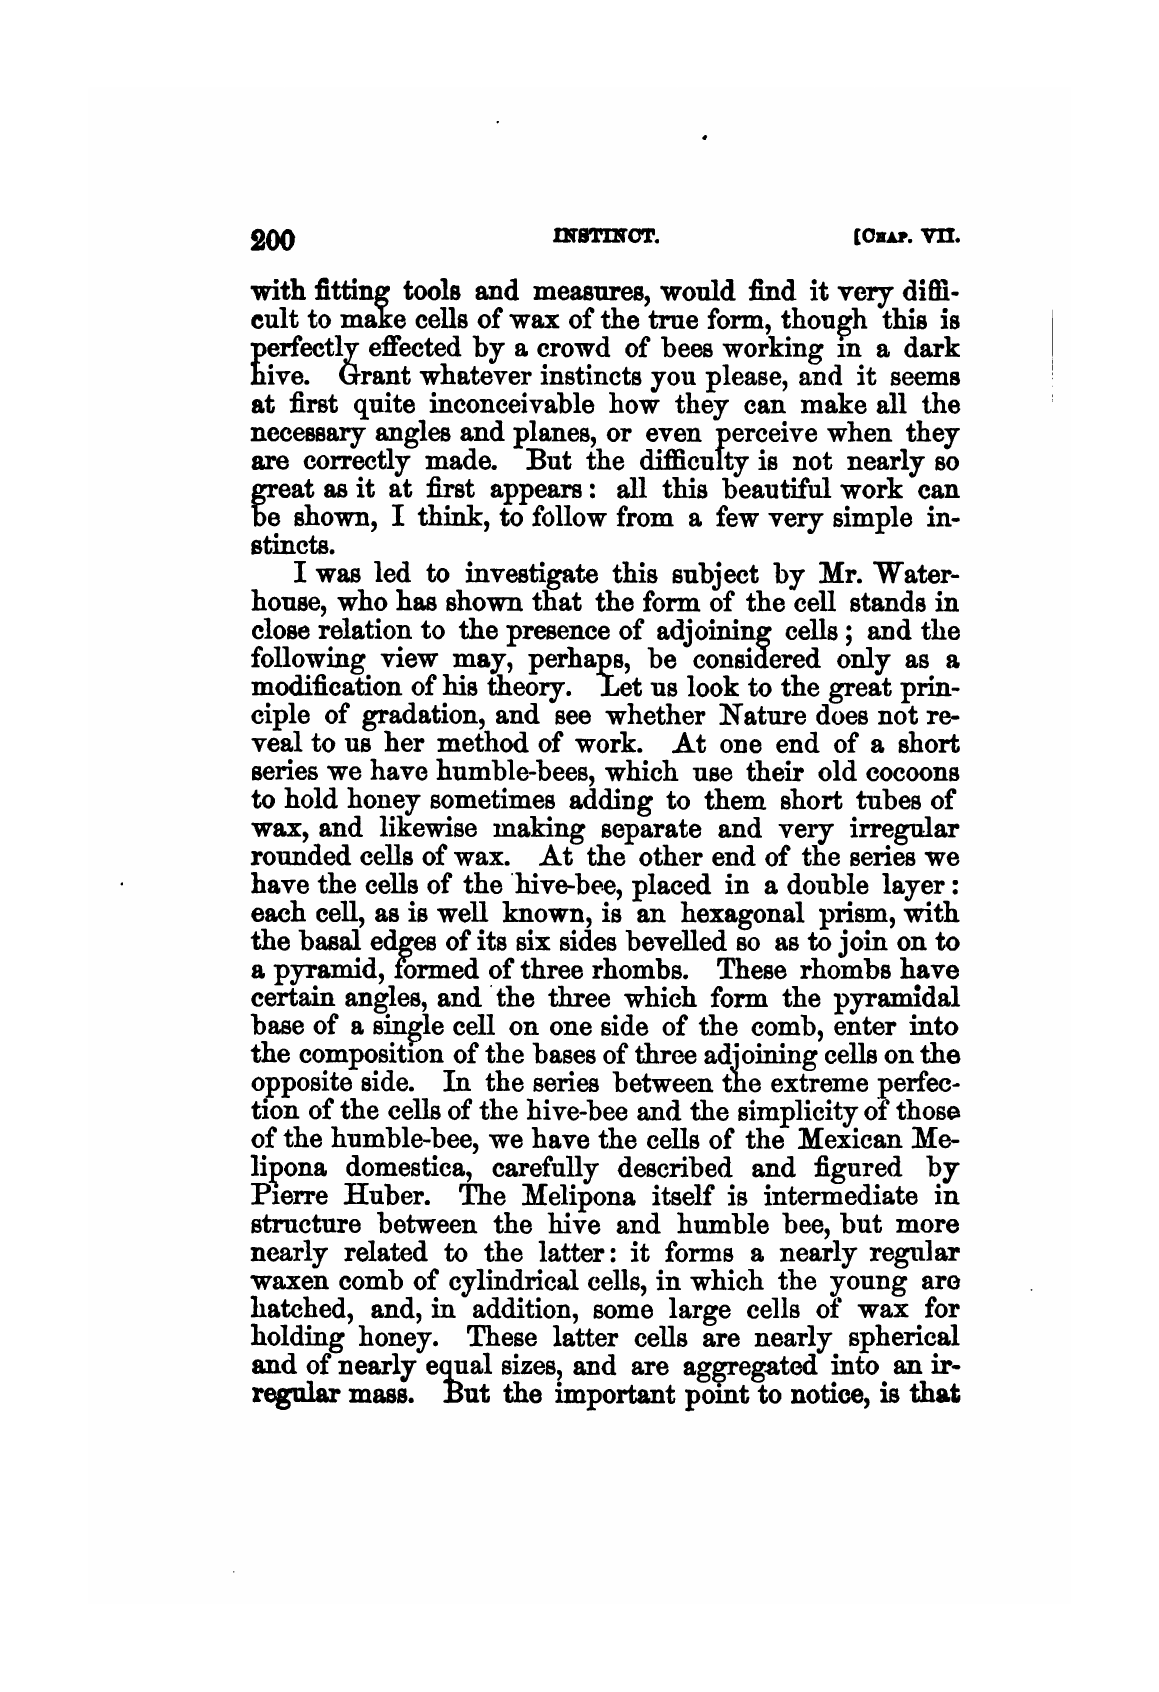 200 INSTINCT. [CHAP. VII.
with fitting tools and measures, would find it very diffi-
cult to make cells of wax of the true form, though this is
perfectly effected by a crowd of bees working in a dark
hive. Grant whatever instincts you please, and it seems
at first quite inconceivable how they can make all the
necessary angles and planes, or even perceive when they
are correctly made. But the difficulty is not nearly so
great as it at first appears: all this beautiful work can
be shown, I think, to follow from a few very simple in-
stincts.
I was led to investigate this subject by Mr. Water-
house, who has shown that the form of the cell stands in
close relation to the presence of adjoining cells; and the
following view may, perhaps, be considered only as a
modification of his theory. Let us look to the great prin-
ciple of gradation, and see whether Nature does not re-
veal to us her method of work. At one end of a short
series we have humble-bees, which use their old cocoons
to hold honey sometimes adding to them short tubes of
wax, and likewise making separate and very irregular
rounded cells of wax. At the other end of the series we
have the cells of the hive-bee, placed in a double layer:
each cell, as is well known, is an hexagonal prism, with
the basal edges of its six sides bevelled so as to join on to
a pyramid, formed of three rhombs. These rhombs have
certain angles, and the three which form the pyramidal
base of a single cell on one side of the comb, enter into
the composition of the bases of three adjoining cells on the
opposite side. In the series between the extreme perfec-
tion of the cells of the hive-bee and the simplicity of those
of the humble-bee, we have the cells of the Mexican Me-
lipona domestica, carefully described and figured by
Pierre Huber. The Melipona itself is intermediate in
structure between the hive and humble bee, but more
nearly related to the latter: it forms a nearly regular
waxen comb of cylindrical cells, in which the young are
hatched, and, in addition, some large cells of wax for
holding honey. These latter cells are nearly spherical
and of nearly equal sizes, and are aggregated into an ir-
regular mass. But the important point to notice, is that